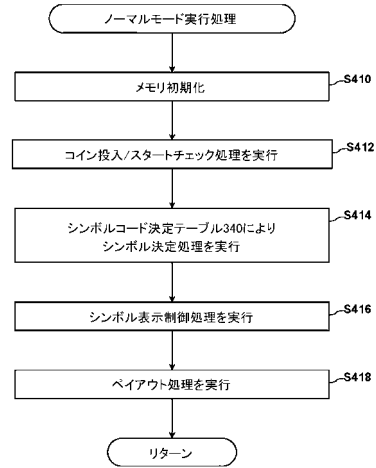 ノーマルモード実行処理
メモリ初期化
S410
コイン投入/スタートチェック処理を実行
S412
シンボルコード決定テーブル340により
シンボル決定処理を実行
S414
シンボル表示制御処理を実行
S416
ペイアウト処理を実行
S418
リターン